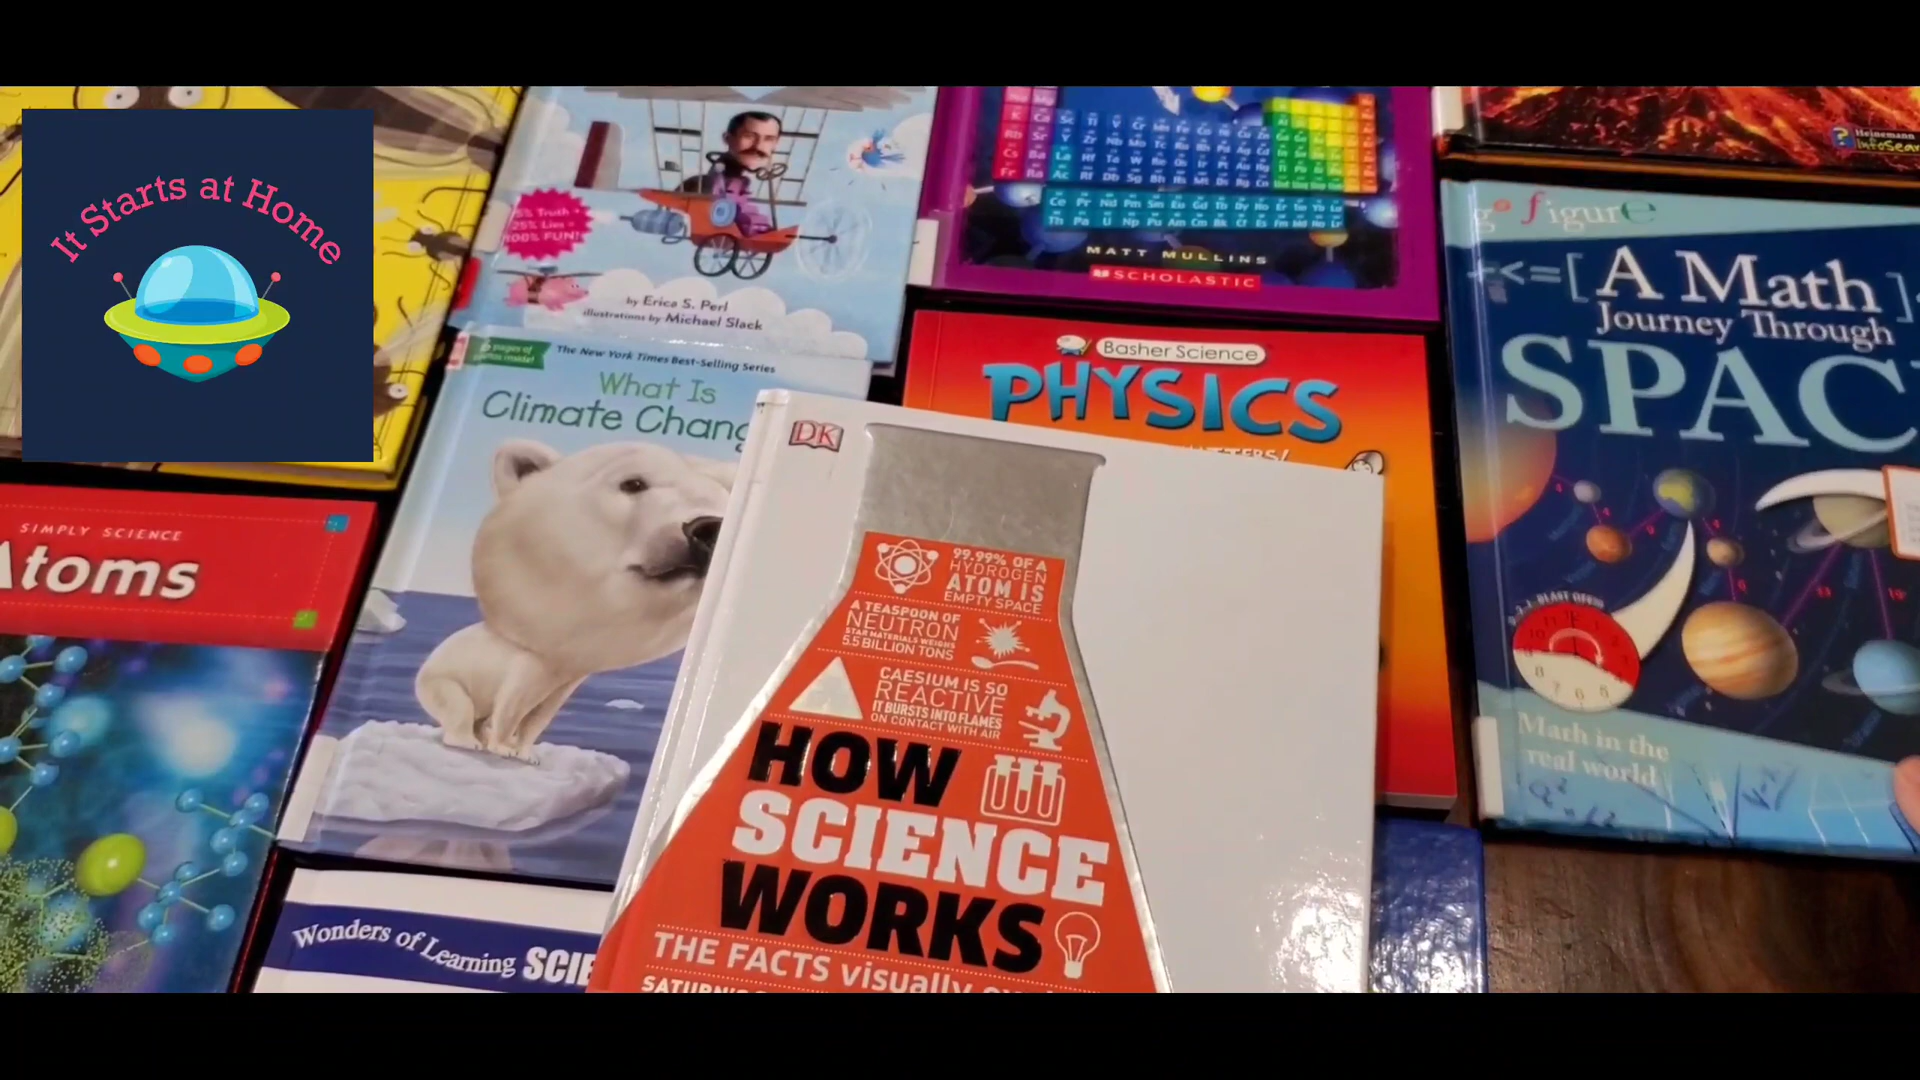 It Starts at Home
5% Truth +
25% Lies =
100% FUN!
by Erica S. Perl
illustrations by Michael Slack
MATT MULLINS
SCHOLASTIC
Heinemann
InfoSear
go figure
A Math
Journey Through
SPAC
Math in the
real world
Basher Science
PHYSICS
The New York Times Best-Selling Series
What Is
Climate Chang
SIMPLY SCIENCE
Atoms
Wonders of Learning SCIE
DK
99.99% OF A
HYDROGEN
ATOM IS
EMPTY SPACE
A TEASPOON OF
NEUTRON
STAR MATERIALS WEIGHS
5.5 BILLION TONS
CAESIUM IS SO
REACTIVE
IT BURSTS INTO FLAMES
ON CONTACT WITH AIR
HOW
SCIENCE
WORKS
THE FACTS visually